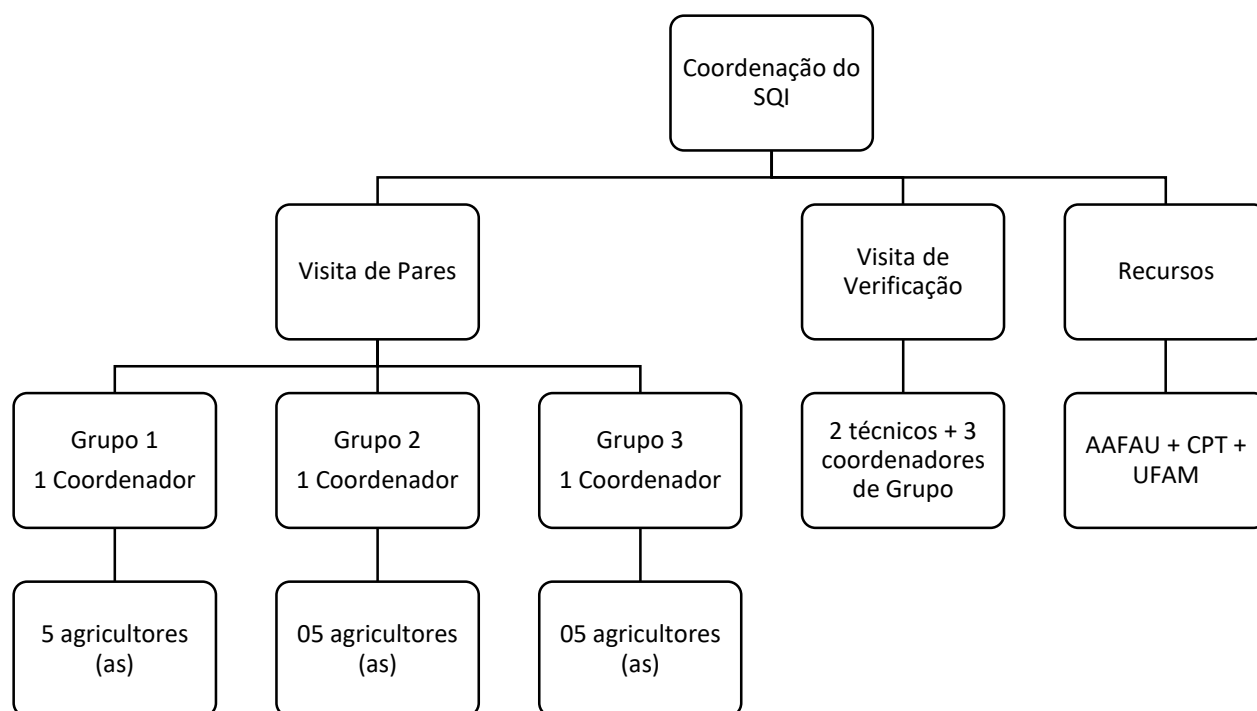 Coordenação do
SQI
Visita de Pares
Visita de
Verificação
Recursos
Grupo 1
1 Coordenador
Grupo 2
1 Coordenador
Grupo 3
1 Coordenador
2 técnicos + 3
coordenadores
de Grupo
AAFAU + CPT +
UFAM
5 agricultores
(as)
05 agricultores
(as)
05 agricultores
(as)